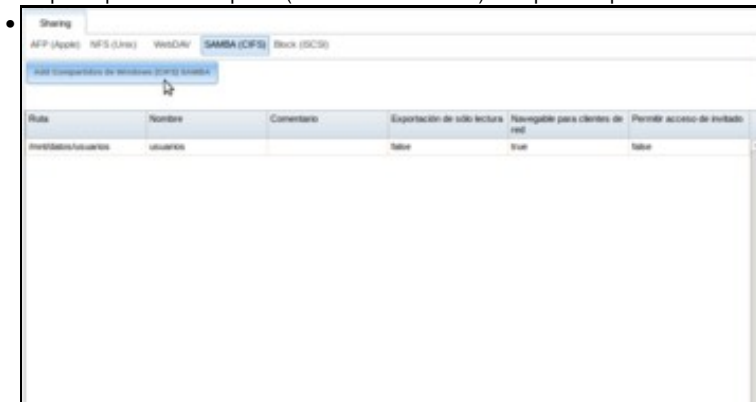 Sharing
AFP (Apple) NFS (Unix) WebDAV SAMBA (CIFS) Block (iSCSI)
Add Compartidos de Windows (CIFS) SAMBA
Ruta Nombre Comentario Exportación de sólo lectura Navegable para clientes de red Permitir acceso de invitado
/mnt/datos/usuarios usuarios false true false